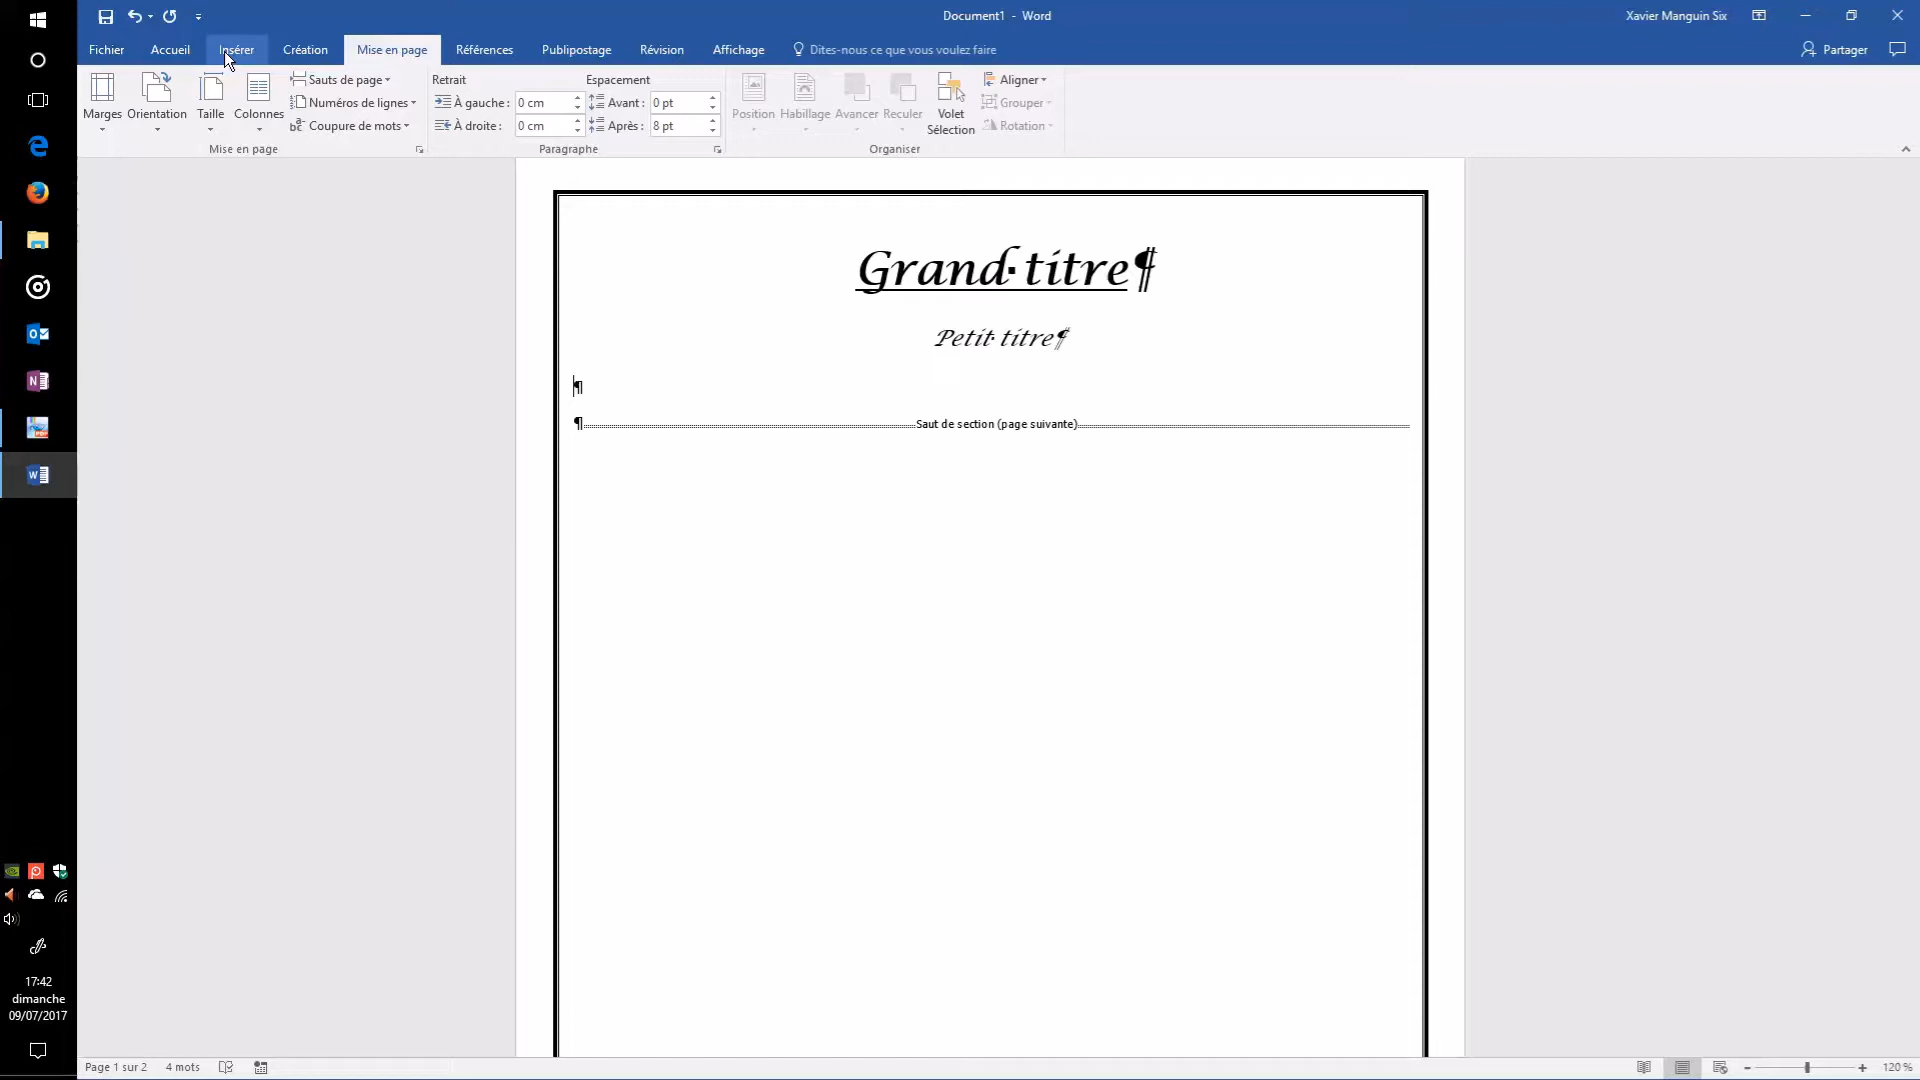 Document1 - Word
Xavier Manguin Six
Fichier
Accueil
Insérer
Création
Mise en page
Références
Publipostage
Révision
Affichage
Dites-nous ce que vous voulez faire
Partager
Marges
Orientation
Taille
Colonnes
Sauts de page
Numéros de lignes
Coupure de mots
Mise en page
Retrait
À gauche : 0 cm
À droite : 0 cm
Espacement
Avant : 0 pt
Après : 8 pt
Paragraphe
Position
Habillage
Avancer
Reculer
Volet
Sélection
Aligner
Grouper
Rotation
Organiser
Grand·titre¶
Petit·titre¶
¶
¶ Saut de section (page suivante)
17:42
dimanche
09/07/2017
Page 1 sur 2
4 mots
120 %